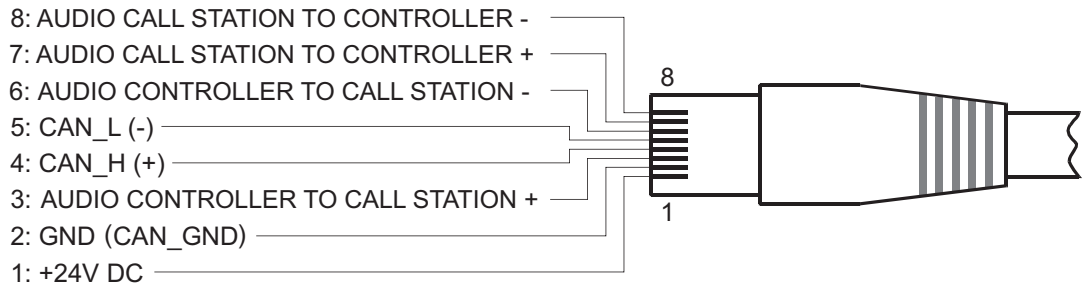 8: AUDIO CALL STATION TO CONTROLLER -
7: AUDIO CALL STATION TO CONTROLLER +
6: AUDIO CONTROLLER TO CALL STATION -
5: CAN_L (-)
4: CAN_H (+)
3: AUDIO CONTROLLER TO CALL STATION +
2: GND (CAN_GND)
1: +24V DC
8
1